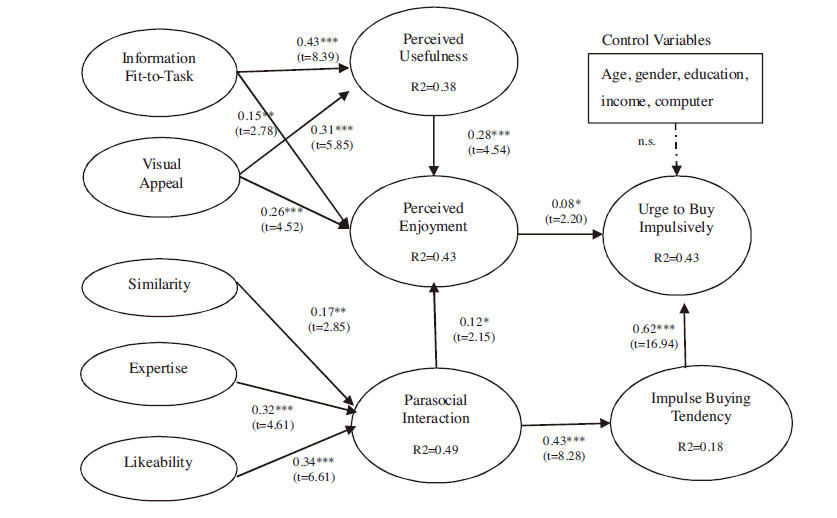 Information
Fit-to-Task
0.43***
(t=8.39)
Perceived
Usefulness
R2=0.38
Control Variables
Age, gender, education,
income, computer
0.15**
(t=2.78)
0.31***
(t=5.85)
0.28***
(t=4.54)
n.s.
Visual
Appeal
0.26***
(t=4.52)
Perceived
Enjoyment
R2=0.43
0.08*
(t=2.20)
Urge to Buy
Impulsively
R2=0.43
Similarity
0.17**
(t=2.85)
0.12*
(t=2.15)
0.62***
(t=16.94)
Expertise
0.32***
(t=4.61)
Parasocial
Interaction
R2=0.49
0.43***
(t=8.28)
Impulse Buying
Tendency
R2=0.18
Likeability
0.34***
(t=6.61)